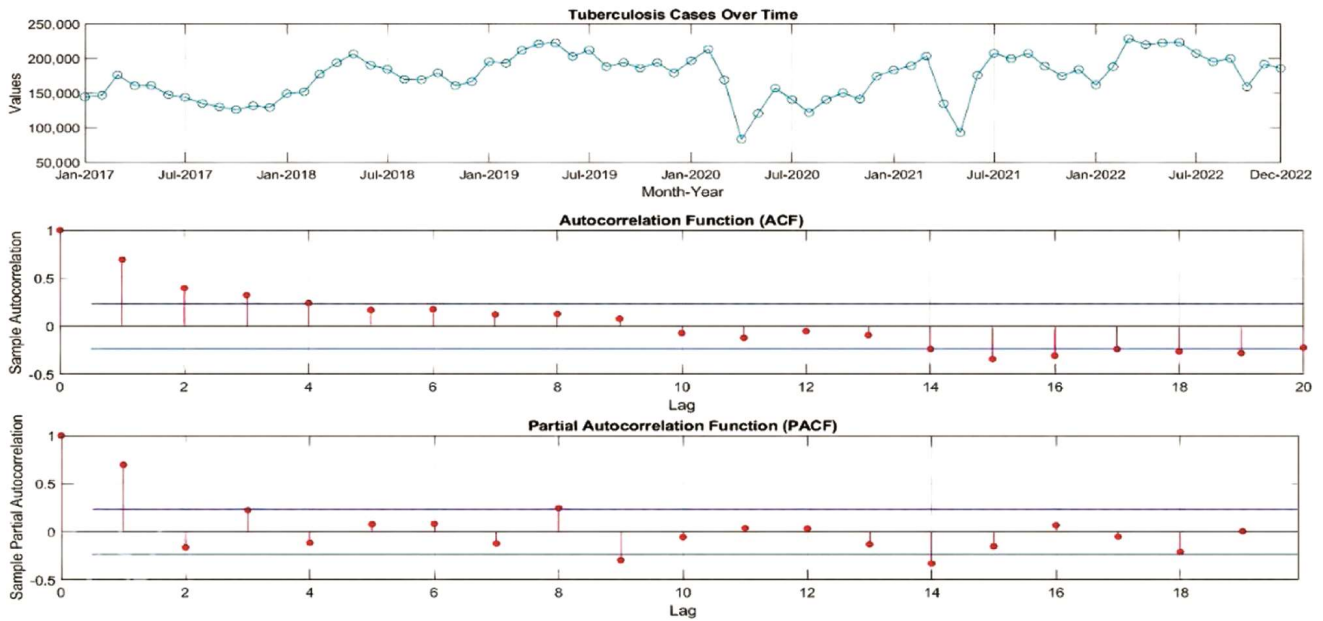 Tuberculosis Cases Over Time
250,000
200,000
150,000
100,000
50,000
Values
Jan-2017 Jul-2017 Jan-2018 Jul-2018 Jan-2019 Jul-2019 Jan-2020 Jul-2020 Jan-2021 Jul-2021 Jan-2022 Jul-2022 Dec-2022
Month-Year
Autocorrelation Function (ACF)
1
0.5
0
-0.5
Sample Autocorrelation
0 2 4 6 8 10 12 14 16 18 20
Lag
Partial Autocorrelation Function (PACF)
1
0.5
0
-0.5
Sample Partial Autocorrelation
0 2 4 6 8 10 12 14 16 18
Lag